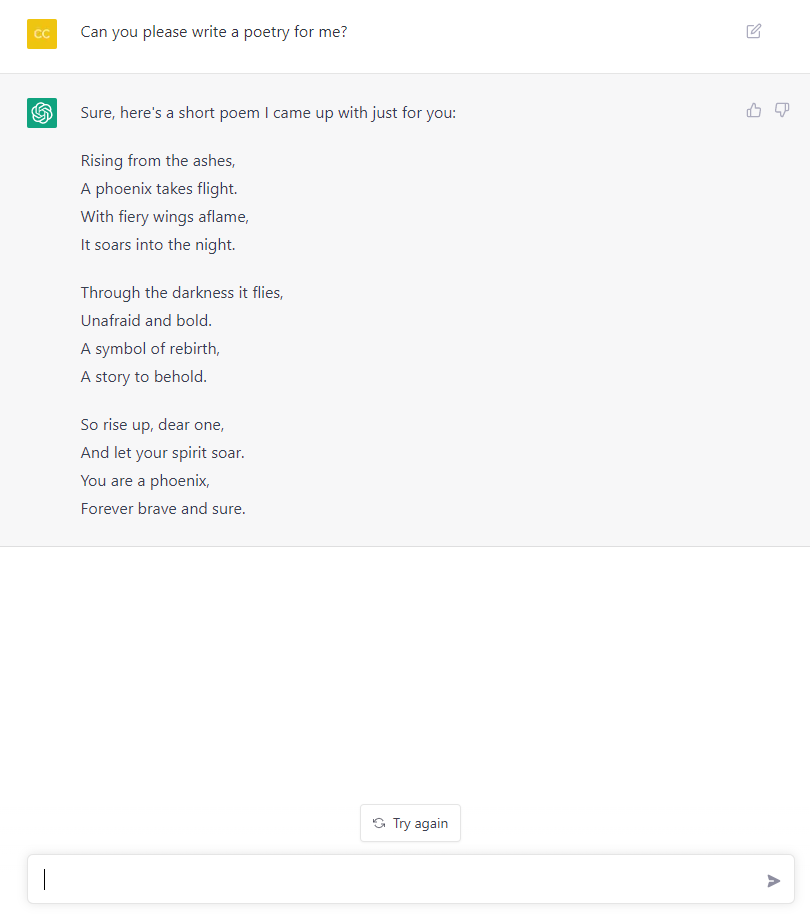 CC
Can you please write a poetry for me?
Sure, here's a short poem I came up with just for you:
Rising from the ashes,
A phoenix takes flight.
With fiery wings aflame,
It soars into the night.
Through the darkness it flies,
Unafraid and bold.
A symbol of rebirth,
A story to behold.
So rise up, dear one,
And let your spirit soar.
You are a phoenix,
Forever brave and sure.
Try again